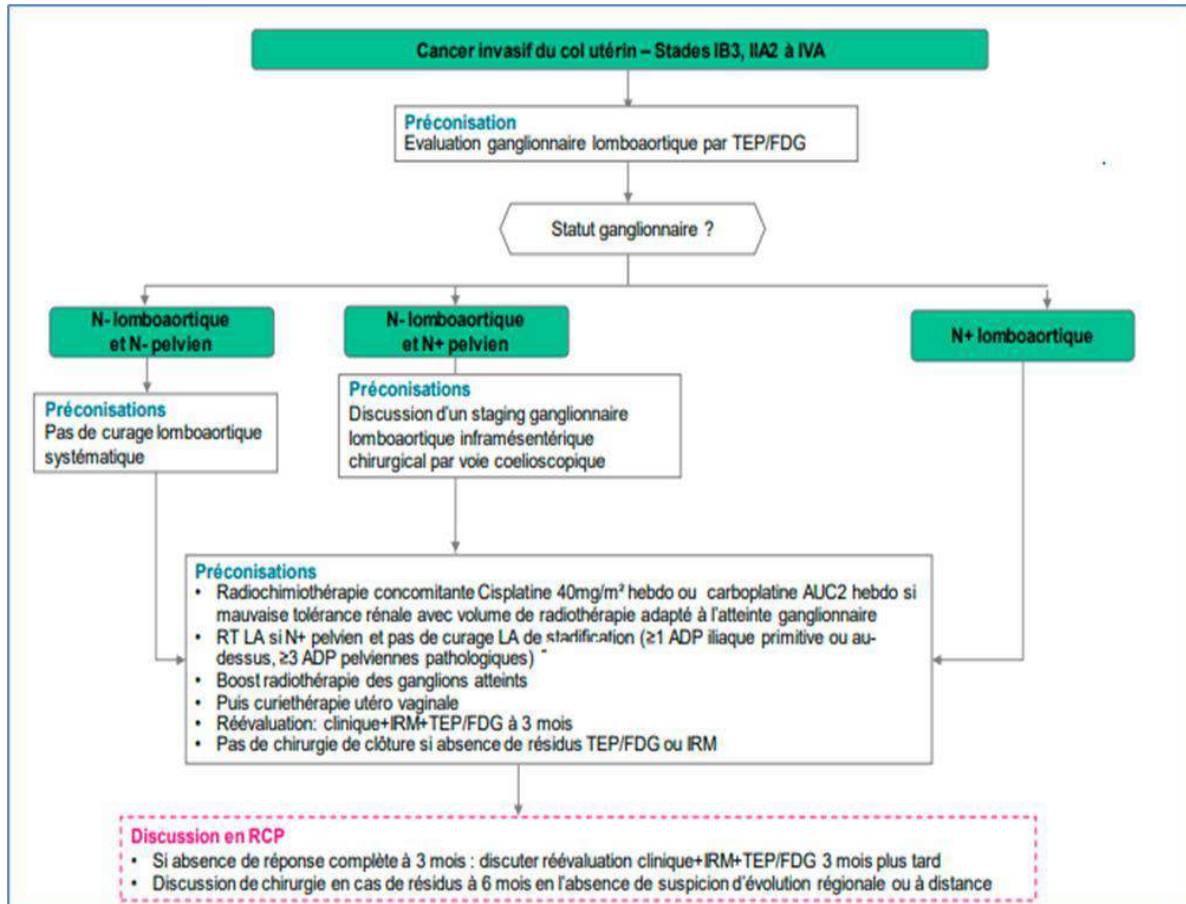 Cancer invasif du col utérin – Stades IB3, IIA2 à IVA
Préconisation
Evaluation ganglionnaire lomboaortique par TEP/FDG
Statut ganglionnaire ?
N- lomboaortique
et N- pelvien
N- lomboaortique
et N+ pelvien
N+ lomboaortique
Préconisations
Pas de curage lomboaortique
systématique
Préconisations
Discussion d'un staging ganglionnaire
lomboaortique inframésentérique
chirurgical par voie coelioscopique
Préconisations
• Radiochimiothérapie concomitante Cisplatine 40mg/m² hebdo ou carboplatine AUC2 hebdo si
mauvaise tolérance rénale avec volume de radiothérapie adapté à l'atteinte ganglionnaire
• RT LA si N+ pelvien et pas de curage LA de stadification (≥1 ADP iliaque primitive ou au-
dessus, ≥3 ADP pelviennes pathologiques)
• Boost radiothérapie des ganglions atteints
• Puis curiethérapie utéro vaginale
• Réévaluation: clinique+IRM+TEP/FDG à 3 mois
• Pas de chirurgie de clôture si absence de résidus TEP/FDG ou IRM
Discussion en RCP
• Si absence de réponse complète à 3 mois : discuter réévaluation clinique+IRM+TEP/FDG 3 mois plus tard
• Discussion de chirurgie en cas de résidus à 6 mois en l'absence de suspicion d'évolution régionale ou à distance